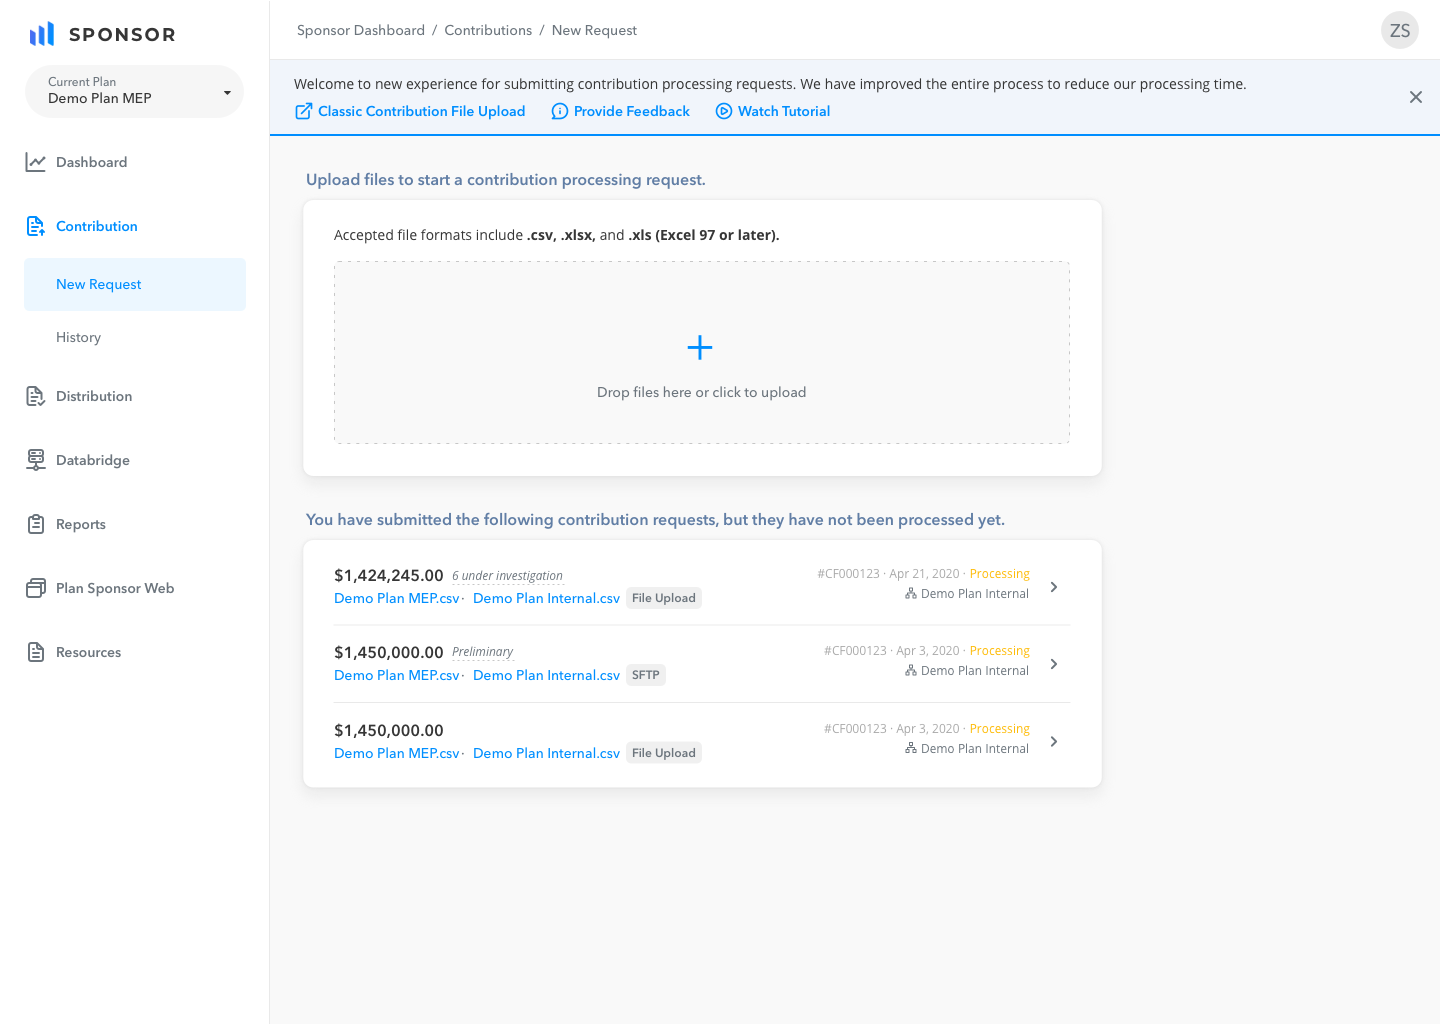 SPONSOR
Current Plan
Demo Plan MEP
Dashboard
Contribution
New Request
History
Distribution
Databridge
Reports
Plan Sponsor Web
Resources
Sponsor Dashboard / Contributions / New Request
ZS
Welcome to new experience for submitting contribution processing requests. We have improved the entire process to reduce our processing time.
Classic Contribution File Upload Provide Feedback Watch Tutorial
Upload files to start a contribution processing request.
Accepted file formats include .csv, .xlsx, and .xls (Excel 97 or later).
Drop files here or click to upload
You have submitted the following contribution requests, but they have not been processed yet.
$1,424,245.00 6 under investigation #CF000123 · Apr 21, 2020 · Processing
Demo Plan MEP.csv · Demo Plan Internal.csv File Upload Demo Plan Internal
$1,450,000.00 Preliminary #CF000123 · Apr 3, 2020 · Processing
Demo Plan MEP.csv · Demo Plan Internal.csv SFTP Demo Plan Internal
$1,450,000.00 #CF000123 · Apr 3, 2020 · Processing
Demo Plan MEP.csv · Demo Plan Internal.csv File Upload Demo Plan Internal